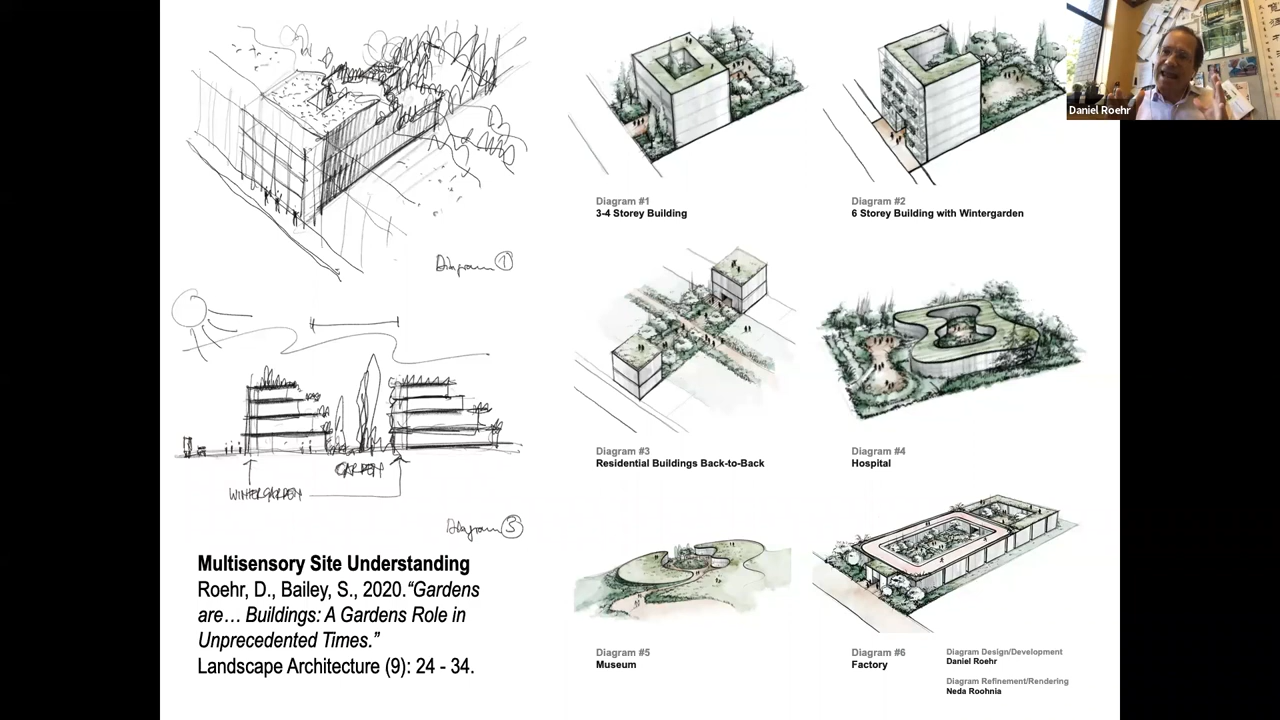 Daniel Roehr
Diagram #1
3-4 Storey Building
Diagram #2
6 Storey Building with Wintergarden
Diagram 1
Diagram #3
Residential Buildings Back-to-Back
Diagram #4
Hospital
GARDEN
WINTERGARDEN
Diagram 3
Multisensory Site Understanding
Roehr, D., Bailey, S., 2020.“Gardens
are… Buildings: A Gardens Role in
Unprecedented Times.”
Landscape Architecture (9): 24 - 34.
Diagram #5
Museum
Diagram #6
Factory
Diagram Design/Development
Daniel Roehr
Diagram Refinement/Rendering
Neda Roohnia